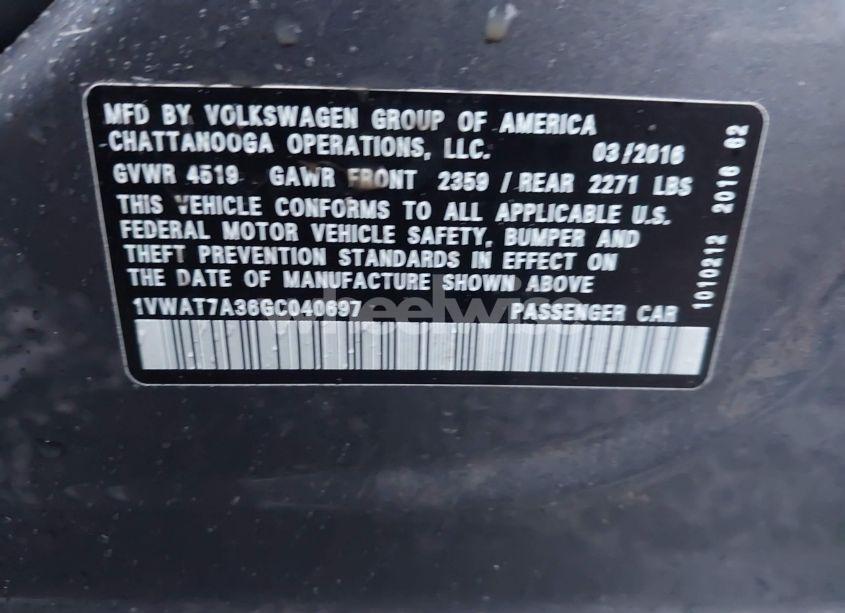 MFD BY VOLKSWAGEN GROUP OF AMERICA
CHATTANOOGA OPERATIONS, LLC. 03/2016
GVWR 4519 GAWR FRONT 2359 / REAR 2271 LBS
THIS VEHICLE CONFORMS TO ALL APPLICABLE U.S.
FEDERAL MOTOR VEHICLE SAFETY, BUMPER AND
THEFT PREVENTION STANDARDS IN EFFECT ON
THE DATE OF MANUFACTURE SHOWN ABOVE
1VWAT7A36GC040697 PASSENGER CAR
1010212 2016 62
wheelwise